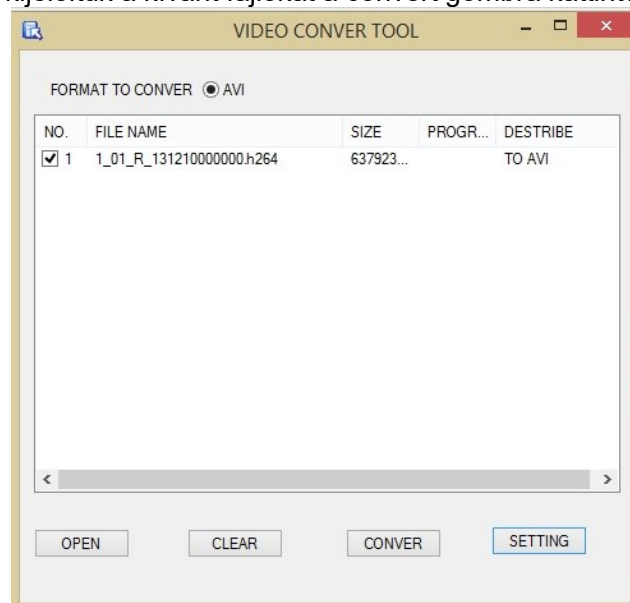 VIDEO CONVER TOOL
FORMAT TO CONVER AVI
NO. FILE NAME SIZE PROGR... DESTRIBE
1 1_01_R_131210000000.h264 637923... TO AVI
OPEN CLEAR CONVER SETTING